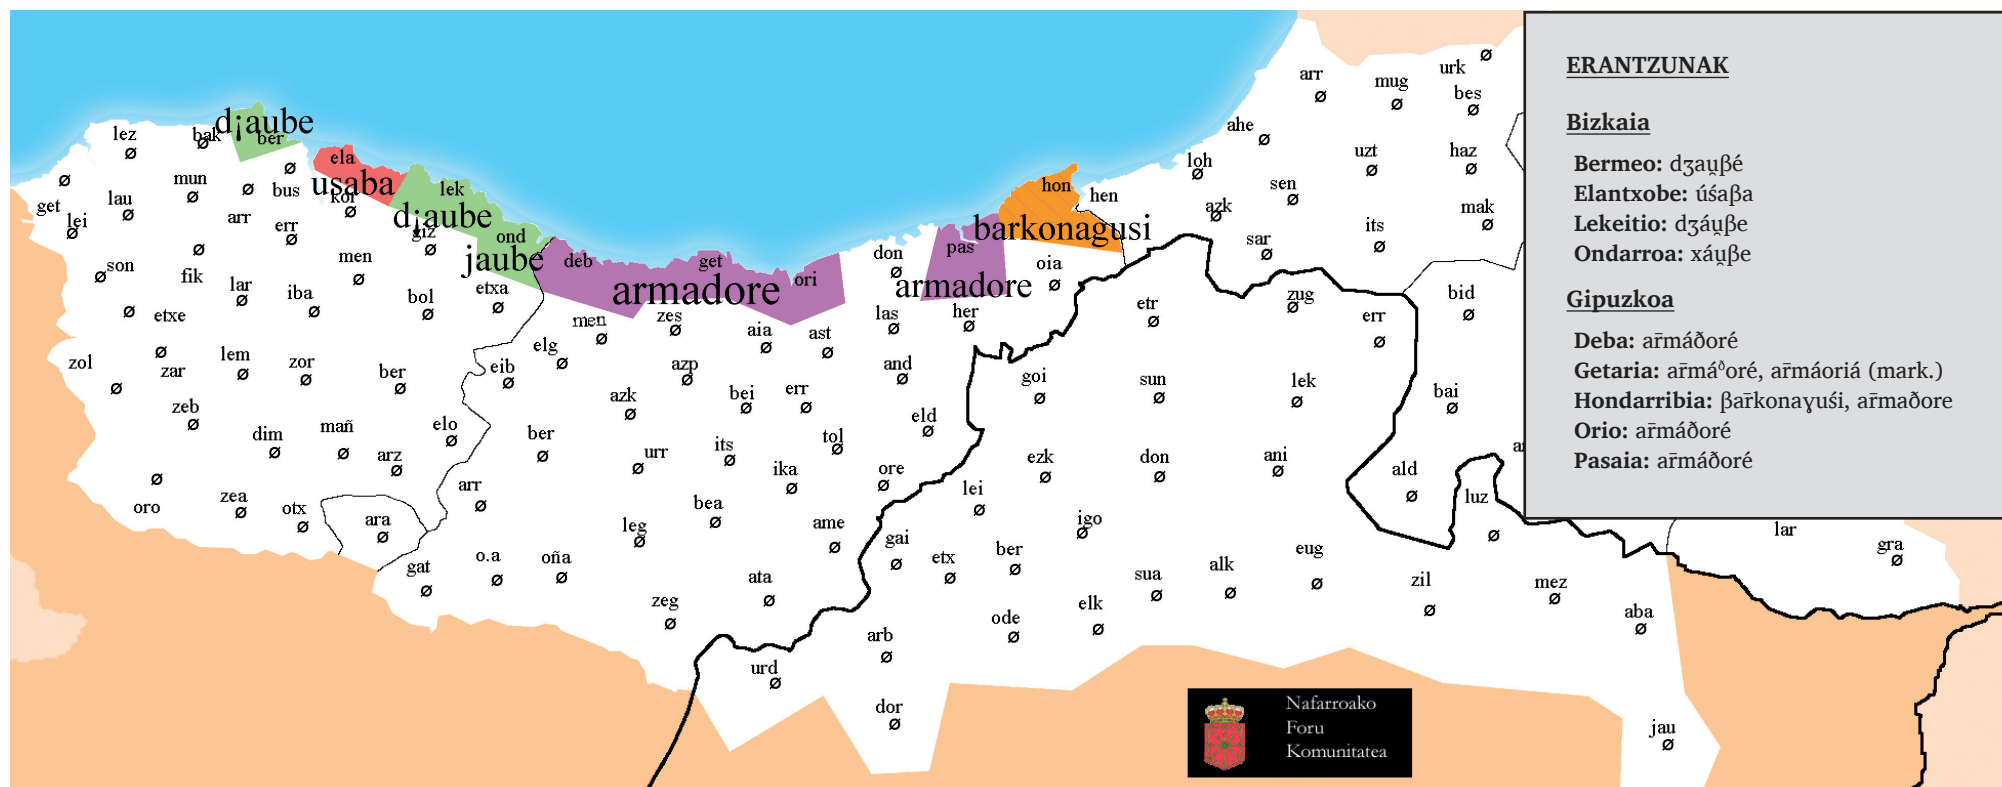 ERANTZUNAK
Bizkaia
Bermeo: dʒau̯βé
Elantxobe: úśaβa
Lekeitio: dʒáu̯βe
Ondarroa: xáu̯βe
Gipuzkoa
Deba: ar̄máðoré
Getaria: ar̄máᵟoré, ar̄máoriá (mark.)
Hondarribia: βar̄konaɣuśi, ar̄maðore
Orio: ar̄máðoré
Pasaia: ar̄máðoré
d¡aube
usaba
d¡aube
jaube
armadore
armadore
barkonagusi
lez
bak
ber
ela
lek
ond
deb
get
ori
don
pas
hon
hen
oia
loh
ahe
arr
mug
urk
bes
uzt
haz
sen
azk
sar
its
mak
get
lei
lau
mun
bus
kor
arr
err
giz
son
fik
men
lar
iba
bol
etxa
etxe
zol
zar
lem
zor
ber
zeb
dim
mañ
elo
arz
oro
zea
otx
ara
men
zes
aia
ast
las
her
elg
eib
azp
bei
err
and
azk
eld
ber
urr
its
tol
ika
ore
arr
leg
bea
ame
gat
o.a
oña
ata
zeg
etr
zug
err
bid
goi
sun
lek
bai
ezk
don
ani
ald
lei
luz
igo
gai
etx
ber
sua
alk
eug
zil
mez
aba
lar
gra
ode
elk
arb
urd
dor
jau
Nafarroako
Foru
Komunitatea